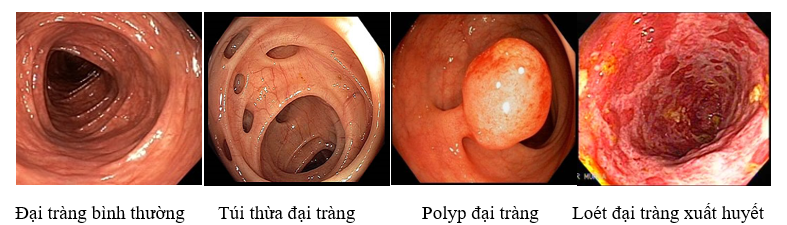 Đại tràng bình thường
Túi thừa đại tràng
Polyp đại tràng
Loét đại tràng xuất huyết